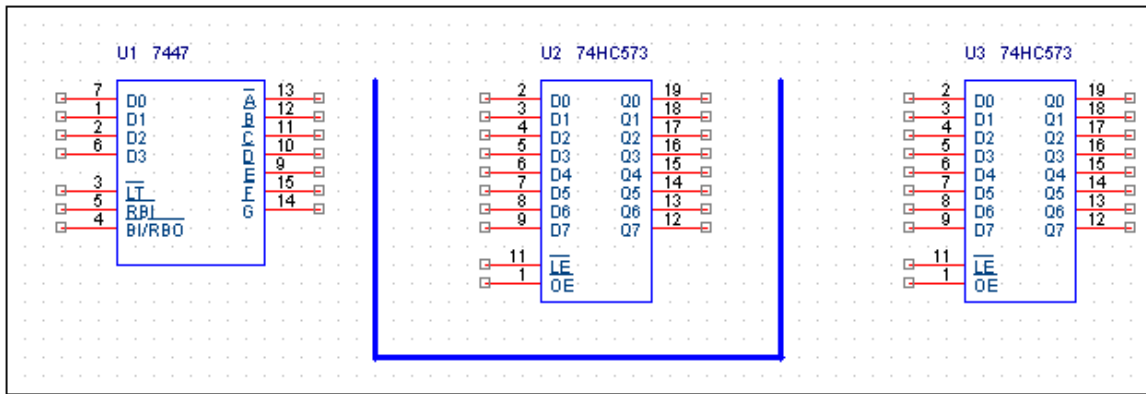 U1 7447
7 D0 A 13
1 D1 B 12
2 D2 C 11
6 D3 D 10
E 9
3 LT F 15
5 RBI G 14
4 BI/RBO
U2 74HC573
2 D0 Q0 19
3 D1 Q1 18
4 D2 Q2 17
5 D3 Q3 16
6 D4 Q4 15
7 D5 Q5 14
8 D6 Q6 13
9 D7 Q7 12
11 LE
1 OE
U3 74HC573
2 D0 Q0 19
3 D1 Q1 18
4 D2 Q2 17
5 D3 Q3 16
6 D4 Q4 15
7 D5 Q5 14
8 D6 Q6 13
9 D7 Q7 12
11 LE
1 OE